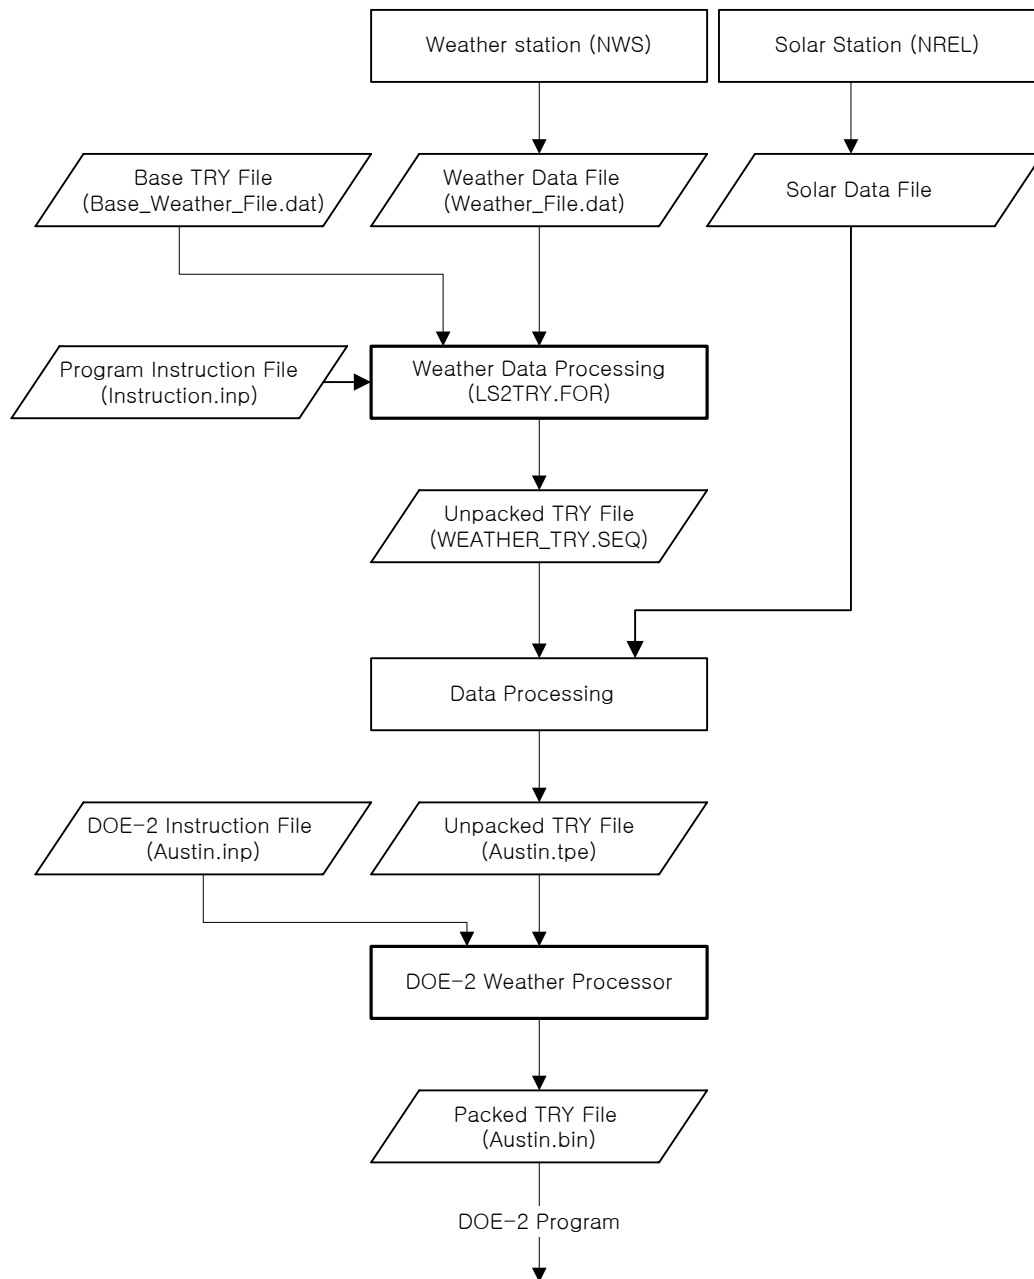 Weather station (NWS)
Solar Station (NREL)
Base TRY File
(Base_Weather_File.dat)
Weather Data File
(Weather_File.dat)
Solar Data File
Program Instruction File
(Instruction.inp)
Weather Data Processing
(LS2TRY.FOR)
Unpacked TRY File
(WEATHER_TRY.SEQ)
Data Processing
DOE-2 Instruction File
(Austin.inp)
Unpacked TRY File
(Austin.tpe)
DOE-2 Weather Processor
Packed TRY File
(Austin.bin)
DOE-2 Program